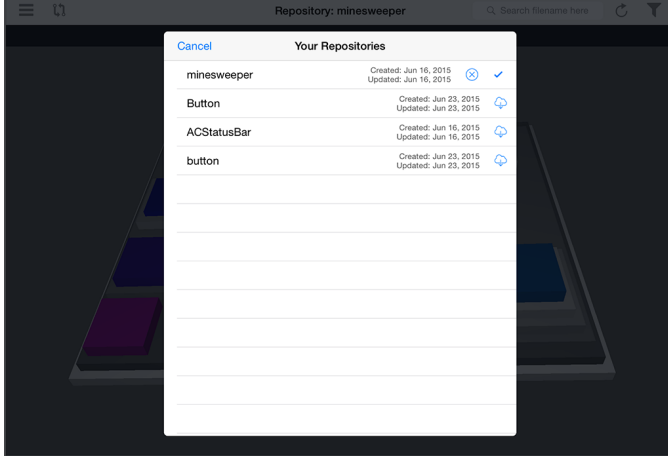 Repository: minesweeper
Search filename here
Cancel
Your Repositories
minesweeper
Created: Jun 16, 2015
Updated: Jun 16, 2015
Button
Created: Jun 23, 2015
Updated: Jun 23, 2015
ACStatusBar
Created: Jun 16, 2015
Updated: Jun 16, 2015
button
Created: Jun 23, 2015
Updated: Jun 23, 2015